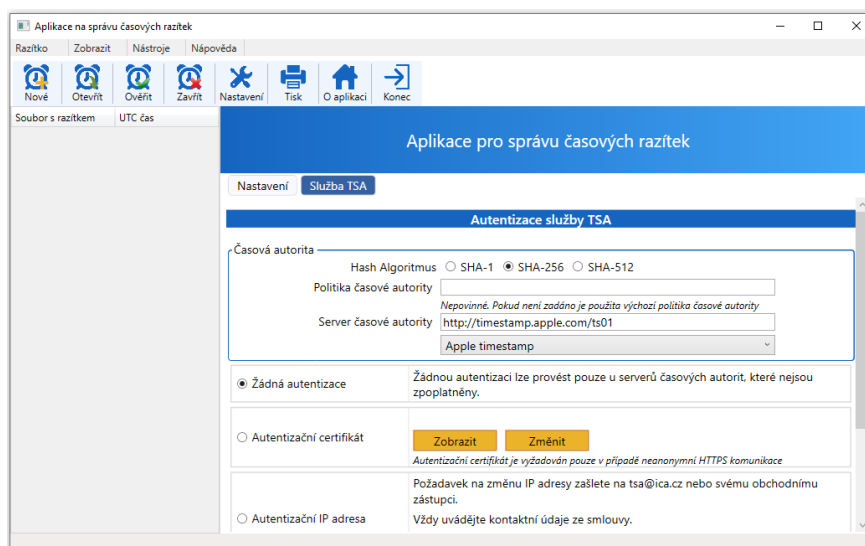 Aplikace na správu časových razítek
Razítko Zobrazit Nástroje Nápověda
Nové Otevřít Ověřit Zavřít Nastavení Tisk O aplikaci Konec
Soubor s razítkem UTC čas
Aplikace pro správu časových razítek
Nastavení Služba TSA
Autentizace služby TSA
Časová autorita
Hash Algoritmus SHA-1 SHA-256 SHA-512
Politika časové autority
Nepovinné. Pokud není zadáno je použita výchozí politika časové autority
Server časové autority http://timestamp.apple.com/ts01
Apple timestamp
Žádná autentizace
Žádnou autentizaci lze provést pouze u serverů časových autorit, které nejsou
zpoplatněny.
Autentizační certifikát
Zobrazit Změnit
Autentizační certifikát je vyžadován pouze v případě neanonymní HTTPS komunikace
Autentizační IP adresa
Požadavek na změnu IP adresy zašlete na tsa@ica.cz nebo svému obchodnímu
zástupci.
Vždy uvádějte kontaktní údaje ze smlouvy.